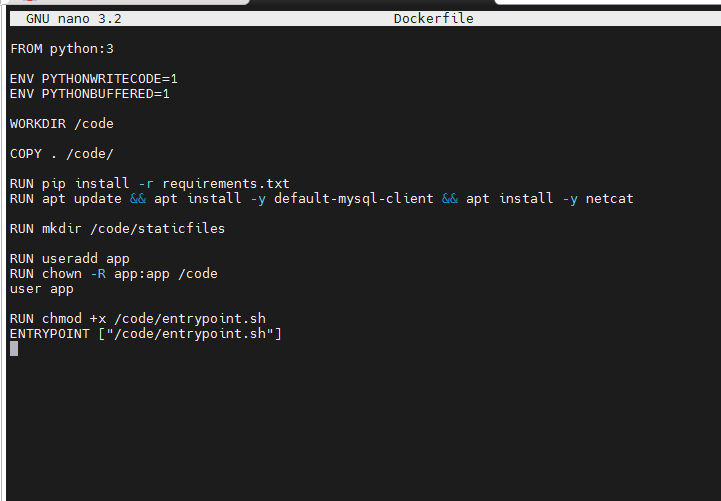 GNU nano 3.2 Dockerfile
FROM python:3
ENV PYTHONWRITECODE=1
ENV PYTHONBUFFERED=1
WORKDIR /code
COPY . /code/
RUN pip install -r requirements.txt
RUN apt update && apt install -y default-mysql-client && apt install -y netcat
RUN mkdir /code/staticfiles
RUN useradd app
RUN chown -R app:app /code
user app
RUN chmod +x /code/entrypoint.sh
ENTRYPOINT ["/code/entrypoint.sh"]